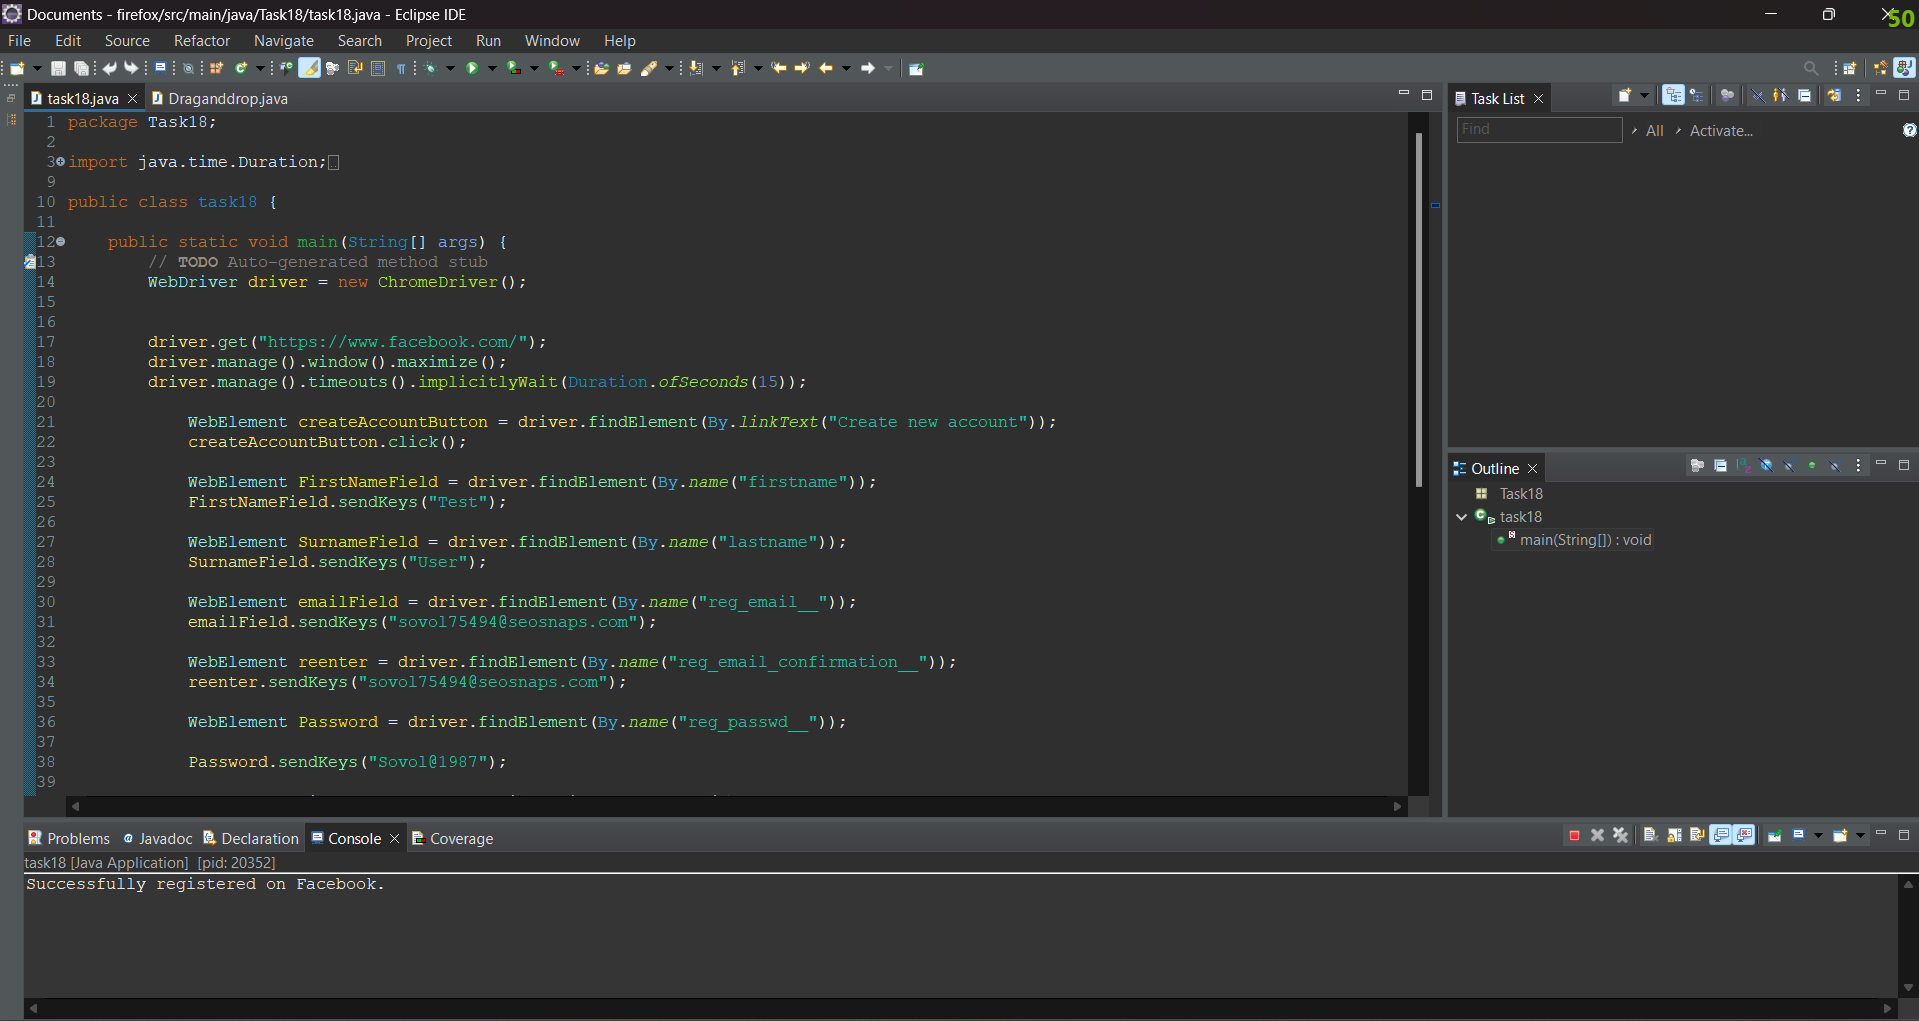 Documents - firefox/src/main/java/Task18/task18.java - Eclipse IDE
50
File Edit Source Refactor Navigate Search Project Run Window Help
task18.java Draganddrop.java
1 package Task18;
2
3 import java.time.Duration;
9
10 public class task18 {
11
12 public static void main(String[] args) {
13 // TODO Auto-generated method stub
14 WebDriver driver = new ChromeDriver();
15
16
17 driver.get("https://www.facebook.com/");
18 driver.manage().window().maximize();
19 driver.manage().timeouts().implicitlyWait(Duration.ofSeconds(15));
20
21 WebElement createAccountButton = driver.findElement(By.linkText("Create new account"));
22 createAccountButton.click();
23
24 WebElement FirstNameField = driver.findElement(By.name("firstname"));
25 FirstNameField.sendKeys("Test");
26
27 WebElement SurnameField = driver.findElement(By.name("lastname"));
28 SurnameField.sendKeys("User");
29
30 WebElement emailField = driver.findElement(By.name("reg_email__"));
31 emailField.sendKeys("sovol75494@seosnaps.com");
32
33 WebElement reenter = driver.findElement(By.name("reg_email_confirmation__"));
34 reenter.sendKeys("sovol75494@seosnaps.com");
35
36 WebElement Password = driver.findElement(By.name("reg_passwd__"));
37
38 Password.sendKeys("Sovol@1987");
39
Task List
Find All Activate...
Outline
Task18
task18
main(String[]) : void
Problems Javadoc Declaration Console Coverage
task18 [Java Application] [pid: 20352]
Successfully registered on Facebook.